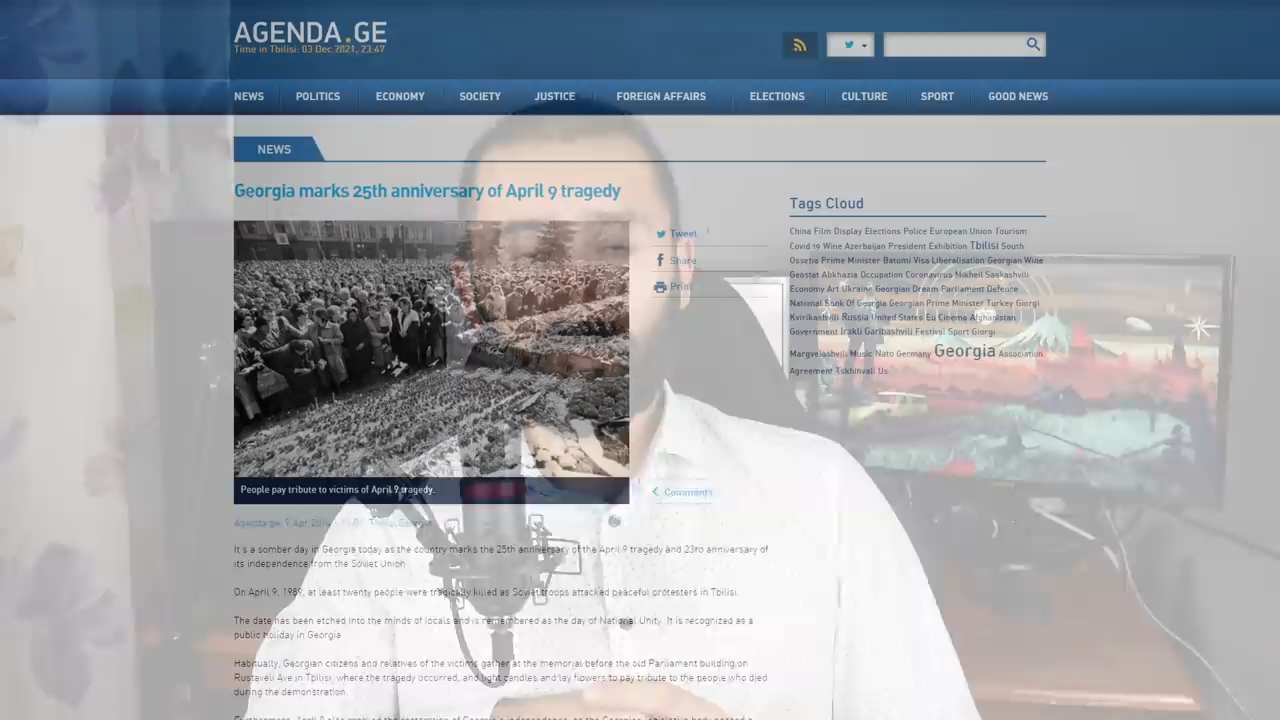 AGENDA.GE
Time in Tbilisi: 03 Dec 2021, 23:47
NEWS POLITICS ECONOMY SOCIETY JUSTICE FOREIGN AFFAIRS ELECTIONS CULTURE SPORT GOOD NEWS
NEWS
Georgia marks 25th anniversary of April 9 tragedy
People pay tribute to victims of April 9 tragedy.
Tweet
Share
Print
Comments
Tags Cloud
China Film Display Elections Police European Union Tourism
Covid 19 Wine Azerbaijan President Exhibition Tbilisi South
Ossetia Prime Minister Batumi Visa Liberalisation Georgian Wine
Geostat Abkhazia Occupation Coronavirus Mikheil Saakashvili
Economy Art Ukraine Georgian Dream Parliament Defence
National Bank Of Georgia Georgian Prime Minister Turkey Giorgi
Kvirikashvili Russia United States Eu Cinema Afghanistan
Government Irakli Garibashvili Festival Sport Giorgi
Margvelashvili Music Nato Germany Georgia Association
Agreement Tskhinvali Us
Agenda.ge, 9 Apr Tbilisi, Georgia
It's a somber day in Georgia today as the country marks the 25th anniversary of the April 9 tragedy and 23rd anniversary of
its independence from the Soviet Union
On April 9, 1989, at least twenty people were tragically killed as Soviet troops attacked peaceful protesters in Tbilisi.
The date has been etched into the minds of locals and is remembered as the day of National Unity. It is recognized as a
public holiday in Georgia
Habitually, Georgian citizens and relatives of the victims gather at the memorial before the old Parliament building on
Rustaveli Ave in Tbilisi, where the tragedy occurred, and light candles and lay flowers to pay tribute to the people who died
during the demonstration.